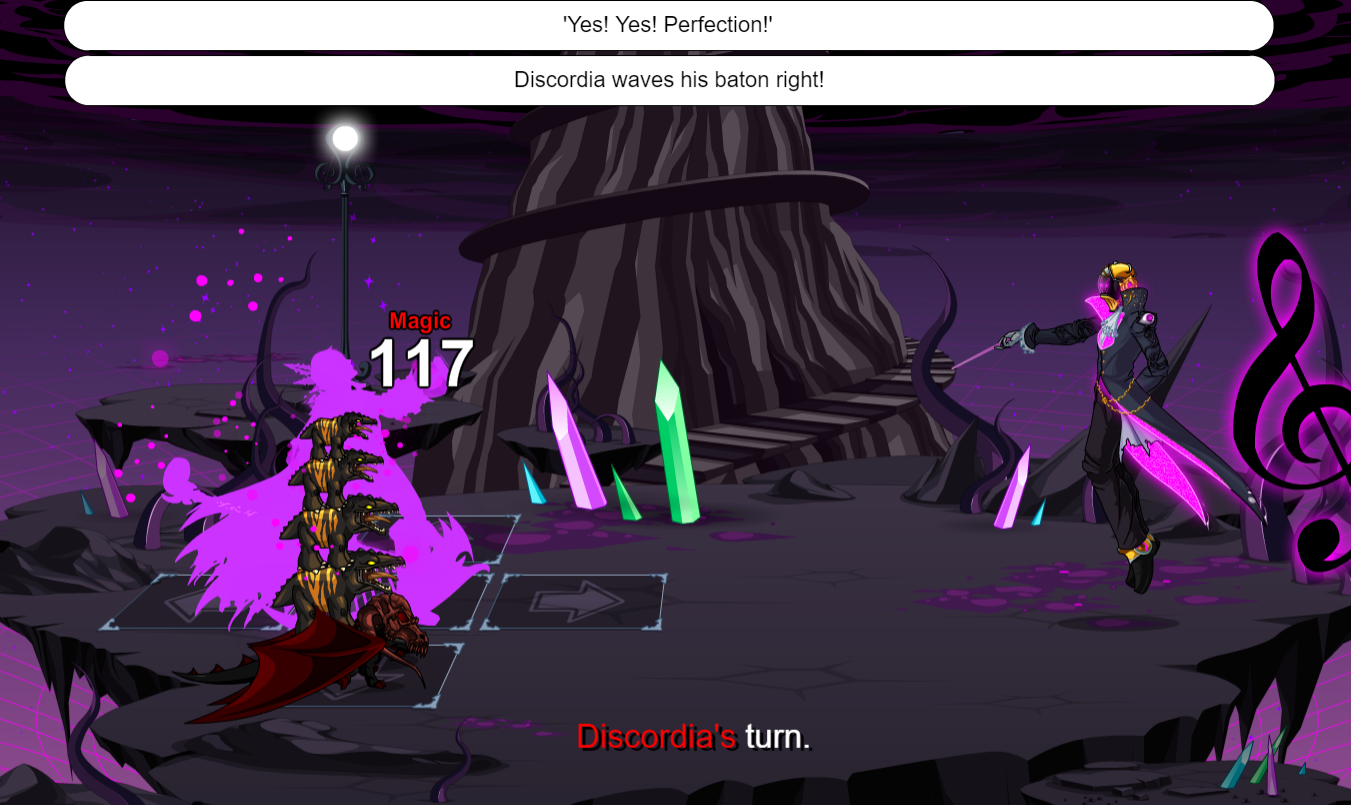 'Yes! Yes! Perfection!'
Discordia waves his baton right!
Magic
117
Discordia's turn.